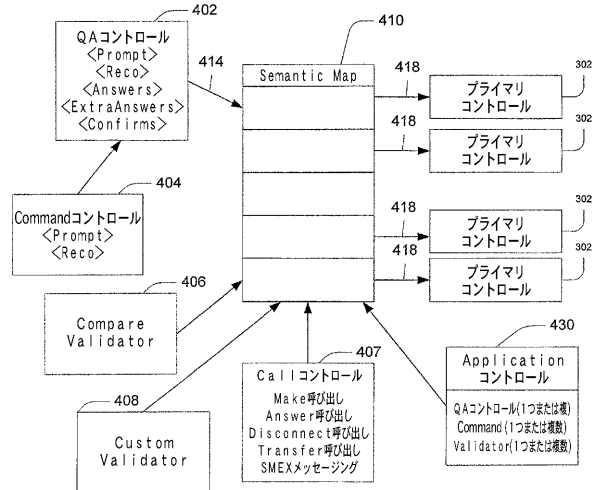 402
QAコントロール
<Prompt>
<Reco>
<Answers>
<ExtraAnswers>
<Confirms>
414
410
Semantic Map
418
プライマリ
コントロール
302
418
プライマリ
コントロール
302
418
プライマリ
コントロール
302
418
プライマリ
コントロール
302
404
Commandコントロール
<Prompt>
<Reco>
406
Compare
Validator
408
Custom
Validator
407
Callコントロール
Make呼び出し
Answer呼び出し
Disconnect呼び出し
Transfer呼び出し
SMEXメッセージング
430
Application
コントロール
QAコントロール(1つまたは複)
Command (1つまたは複数)
Validator(1つまたは複数)